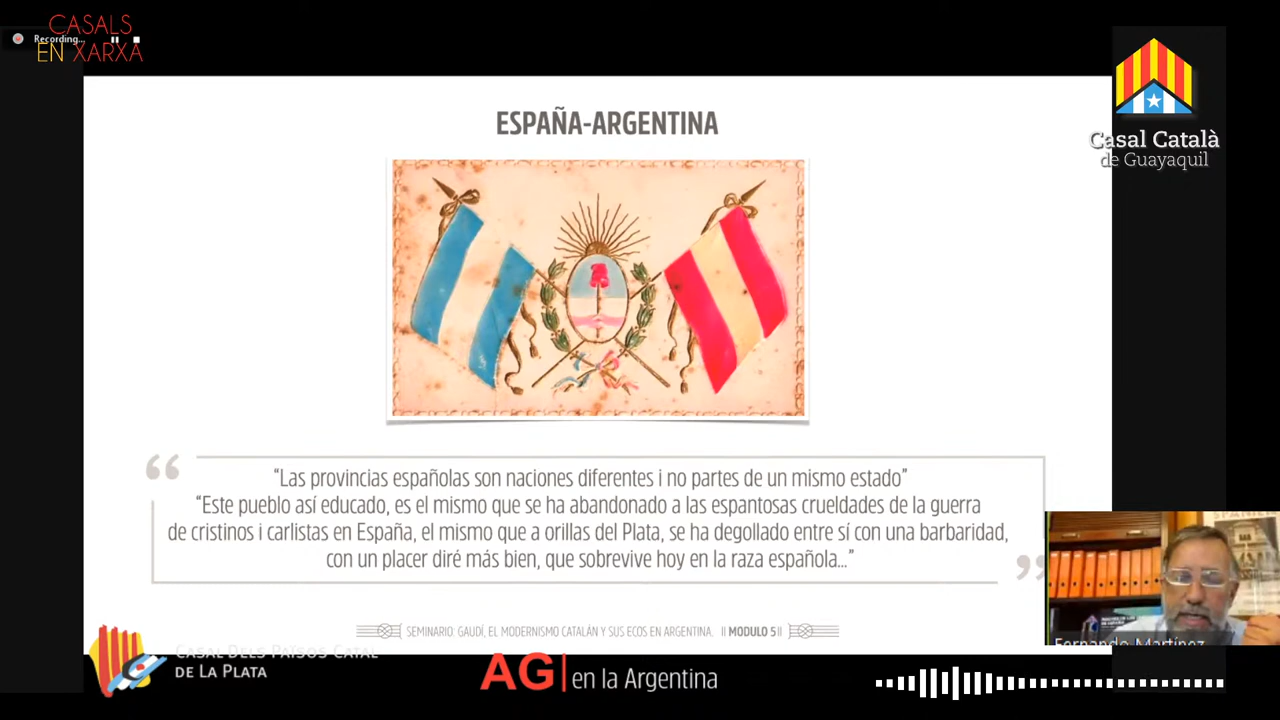 CASALS
EN XARXA
Recording...
Casal Català
de Guayaquil
ESPAÑA-ARGENTINA
“Las provincias españolas son naciones diferentes i no partes de un mismo estado”
“Este pueblo así educado, es el mismo que se ha abandonado a las espantosas crueldades de la guerra
de cristinos i carlistas en España, el mismo que a orillas del Plata, se ha degollado entre sí con una barbaridad,
con un placer diré más bien, que sobrevive hoy en la raza española...”
SEMINARIO: GAUDÍ, EL MODERNISMO CATALÁN Y SUS ECOS EN ARGENTINA. || MODULO 5 ||
Fernando Martínez
CASAL DELS PAÏSOS CATAL
DE LA PLATA
AG| en la Argentina